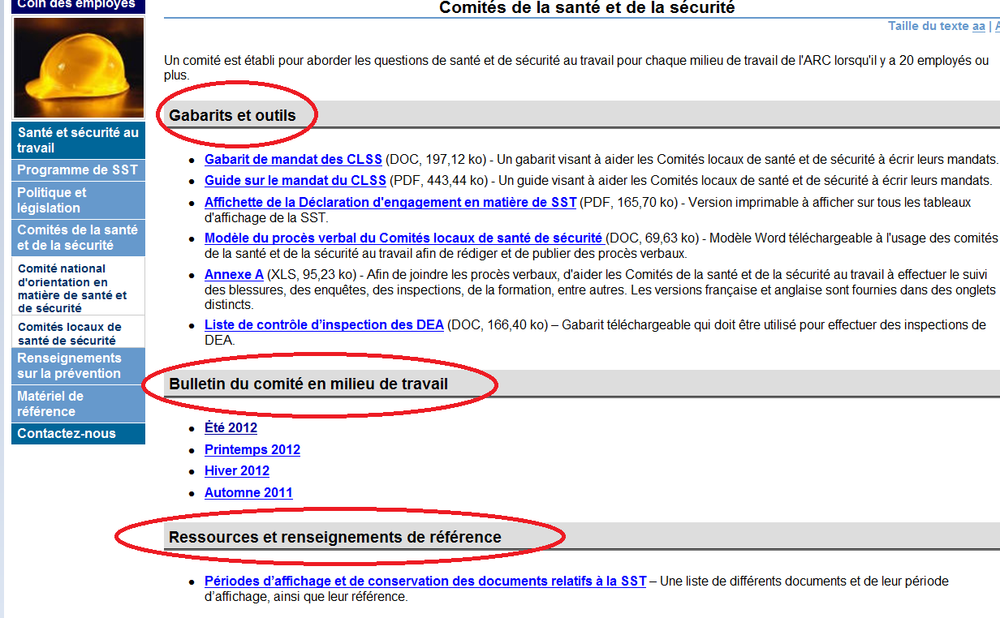 Coin des employés
Santé et sécurité au
travail
Programme de SST
Politique et
législation
Comités de la santé
et de la sécurité
Comité national
d'orientation en
matière de santé et
de sécurité
Comités locaux de
santé de sécurité
Renseignements
sur la prévention
Matériel de
référence
Contactez-nous
Comités de la santé et de la sécurité
Taille du texte aa | A
Un comité est établi pour aborder les questions de santé et de sécurité au travail pour chaque milieu de travail de l'ARC lorsqu'il y a 20 employés ou
plus.
Gabarits et outils
• Gabarit de mandat des CLSS (DOC, 197,12 ko) - Un gabarit visant à aider les Comités locaux de santé et de sécurité à écrir leurs mandats.
• Guide sur le mandat du CLSS (PDF, 443,44 ko) - Un guide visant à aider les Comités locaux de santé et de sécurité à écrir leurs mandats.
• Affichette de la Déclaration d'engagement en matière de SST (PDF, 165,70 ko) - Version imprimable à afficher sur tous les tableaux
d'affichage de la SST.
• Modèle du procès verbal du Comités locaux de santé de sécurité (DOC, 69,63 ko) - Modèle Word téléchargeable à l'usage des comités
de la santé et de la sécurité au travail afin de rédiger et de publier des procès verbaux.
• Annexe A (XLS, 95,23 ko) - Afin de joindre les procès verbaux, d'aider les Comités de la santé et de la sécurité au travail à effectuer le suivi
des blessures, des enquêtes, des inspections, de la formation, entre autres. Les versions française et anglaise sont fournies dans des onglets
distincts.
• Liste de contrôle d’inspection des DEA (DOC, 166,40 ko) – Gabarit téléchargeable qui doit être utilisé pour effectuer des inspections de
DEA.
Bulletin du comité en milieu de travail
• Été 2012
• Printemps 2012
• Hiver 2012
• Automne 2011
Ressources et renseignements de référence
• Périodes d’affichage et de conservation des documents relatifs à la SST – Une liste de différents documents et de leur période
d’affichage, ainsi que leur référence.